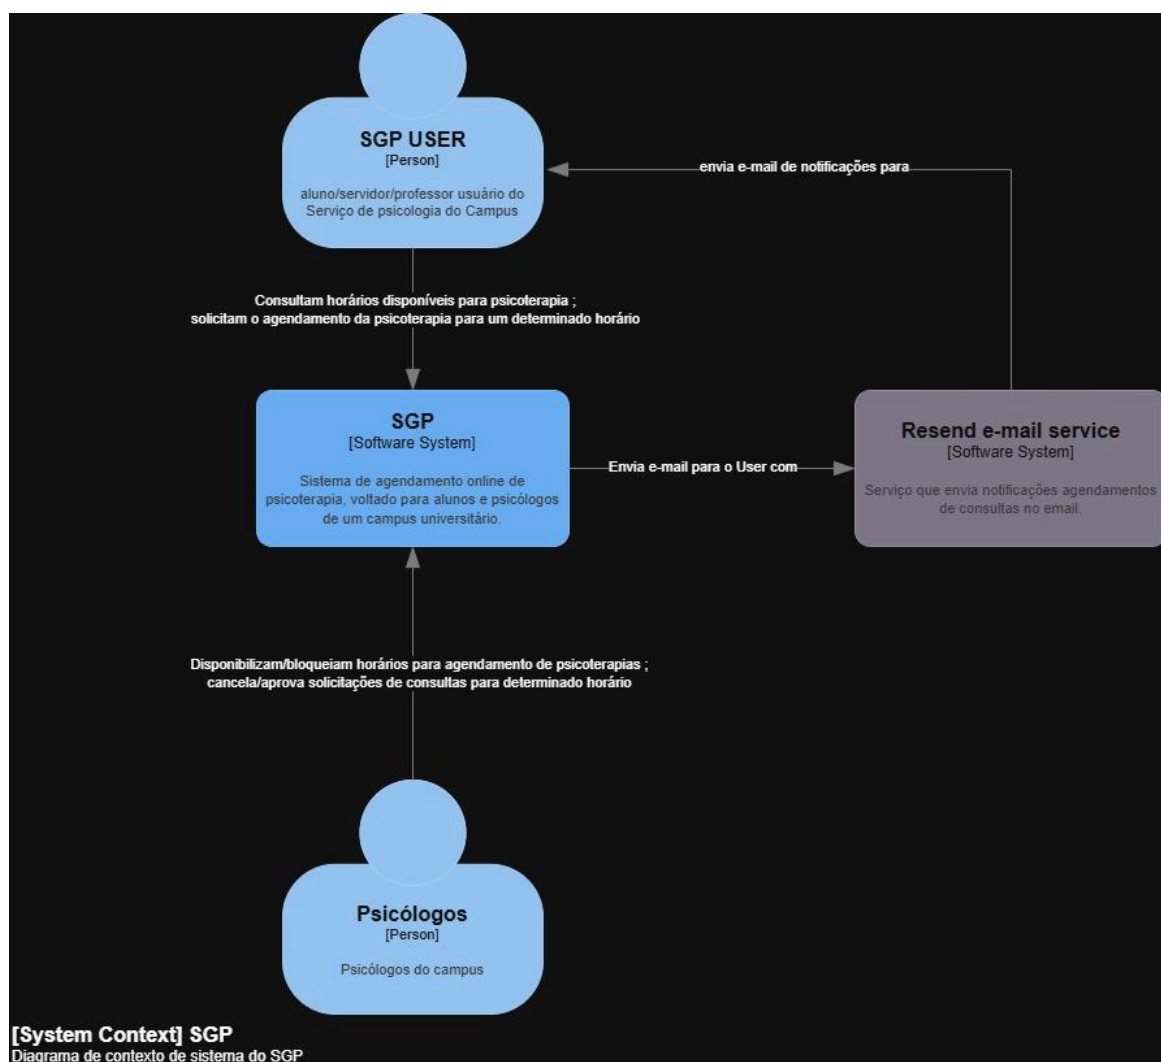 SGP USER
[Person]
aluno/servidor/professor usuário do
Serviço de psicologia do Campus
envia e-mail de notificações para
Consultam horários disponíveis para psicoterapia ;
solicitam o agendamento da psicoterapia para um determinado horário
SGP
[Software System]
Sistema de agendamento online de
psicoterapia, voltado para alunos e psicólogos
de um campus universitário.
Envia e-mail para o User com
Resend e-mail service
[Software System]
Serviço que envia notificações agendamentos
de consultas no email.
Disponibilizam/bloqueiam horários para agendamento de psicoterapias ;
cancela/aprova solicitações de consultas para determinado horário
Psicólogos
[Person]
Psicólogos do campus
[System Context] SGP
Diagrama de contexto de sistema do SGP